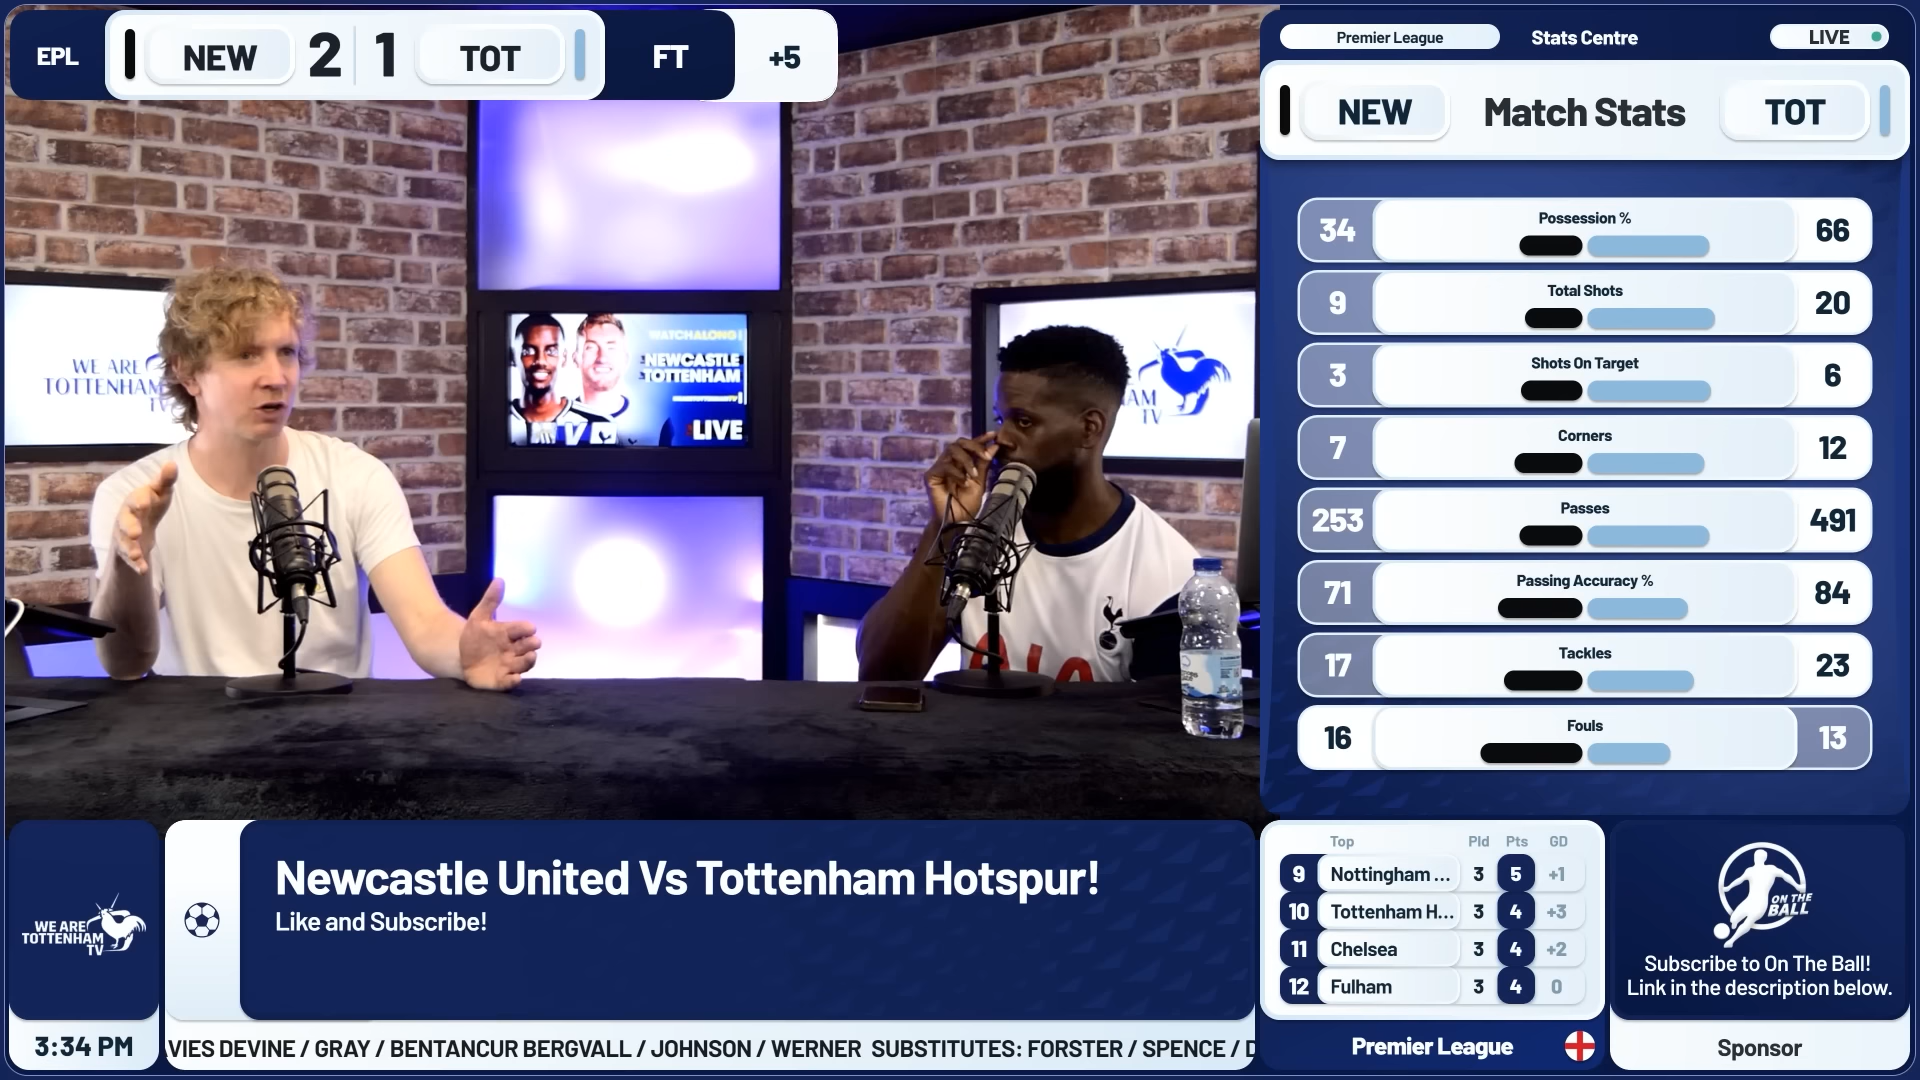 EPL
NEW 2 1 TOT
FT
+5
Premier League
Stats Centre
LIVE
NEW Match Stats TOT
34 Possession % 66
9 Total Shots 20
3 Shots On Target 6
7 Corners 12
253 Passes 491
71 Passing Accuracy % 84
17 Tackles 23
16 Fouls 13
WE ARE
TOTTENHAM
TV
WATCHALONG
NEWCASTLE
TOTTENHAM
LIVE
AM
TV
AIA
WE ARE
TOTTENHAM
TV
Newcastle United Vs Tottenham Hotspur!
Like and Subscribe!
Top Pld Pts GD
9 Nottingham ... 3 5 +1
10 Tottenham H... 3 4 +3
11 Chelsea 3 4 +2
12 Fulham 3 4 0
Premier League
ON THE
BALL
Subscribe to On The Ball!
Link in the description below.
Sponsor
3:34 PM
VIES DEVINE / GRAY / BENTANCUR BERGVALL / JOHNSON / WERNER SUBSTITUTES: FORSTER / SPENCE / D